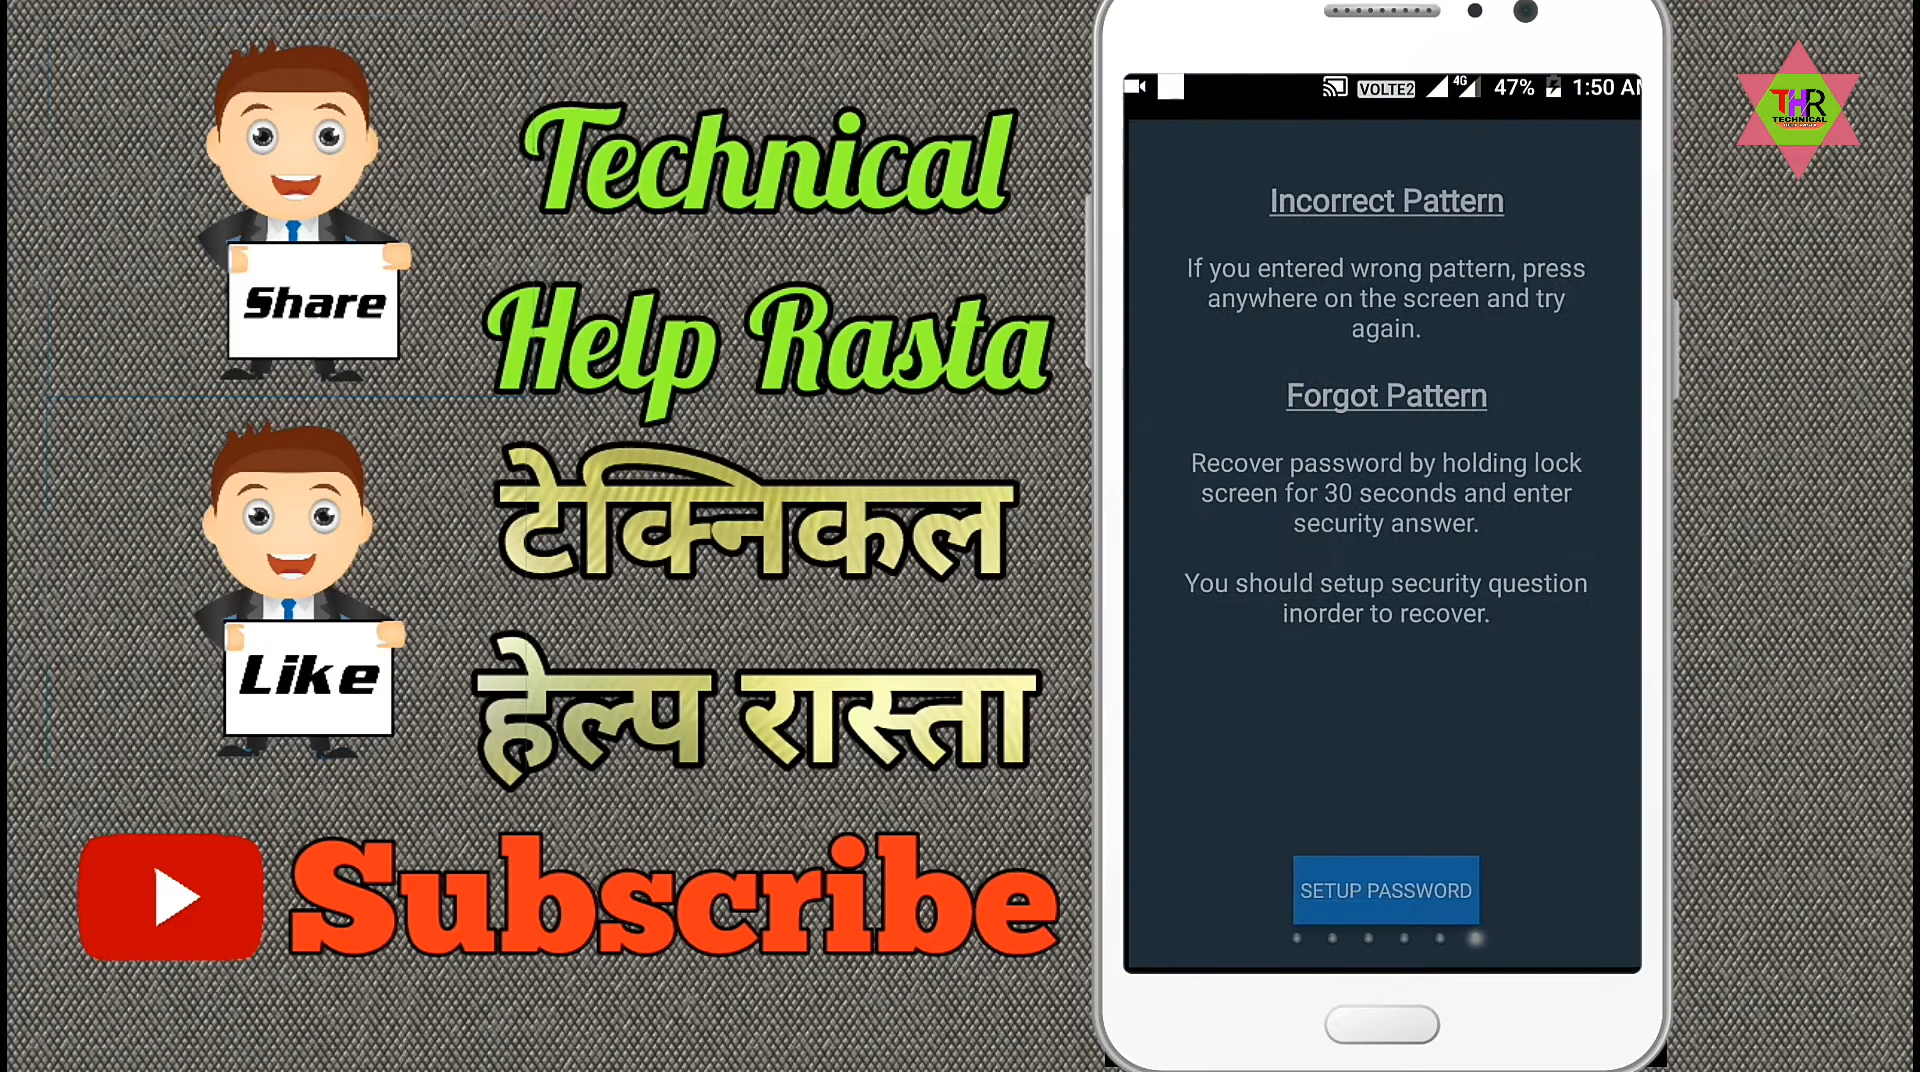 Share
Technical
Help Rasta
Like
टेक्निकल
हेल्प रास्ता
Subscribe
VOLTE2 4G 47% 1:50 AM
Incorrect Pattern
If you entered wrong pattern, press
anywhere on the screen and try
again.
Forgot Pattern
Recover password by holding lock
screen for 30 seconds and enter
security answer.
You should setup security question
inorder to recover.
SETUP PASSWORD
THR
TECHNICAL